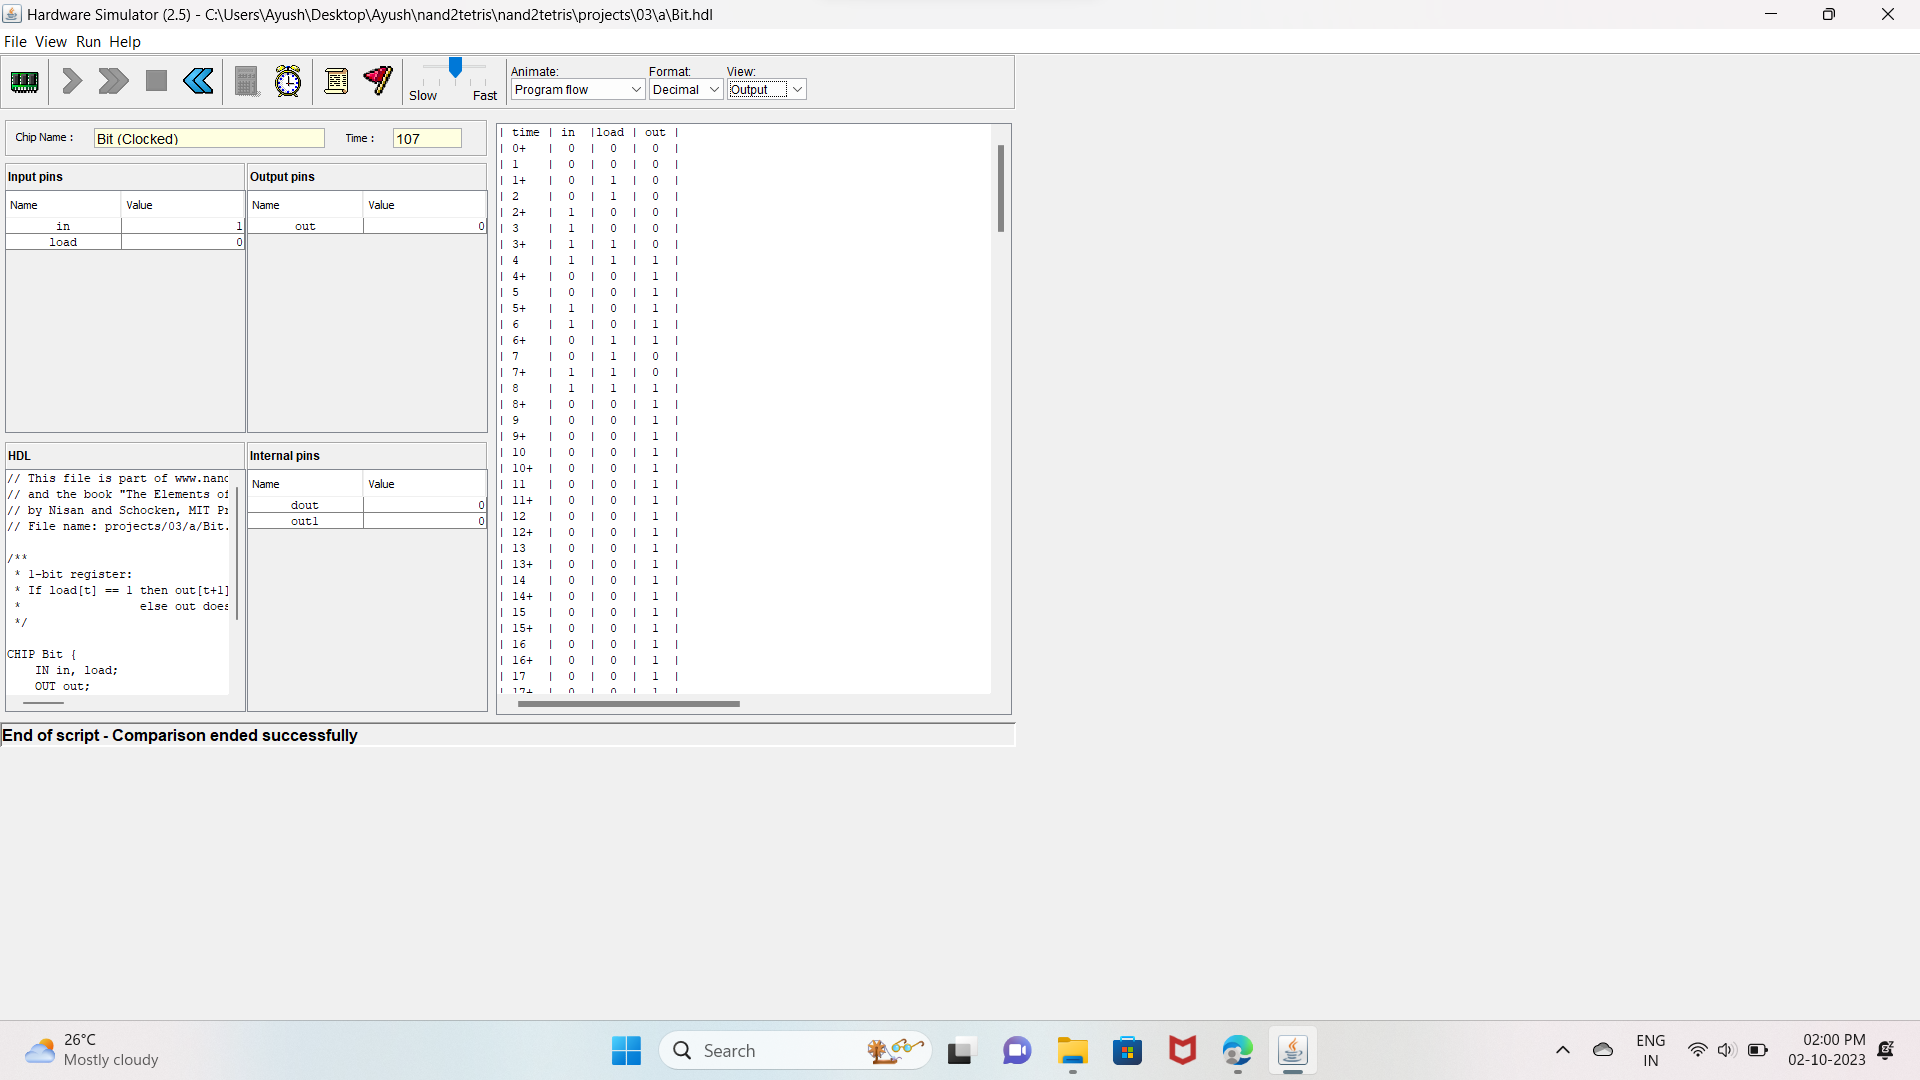 Hardware Simulator (2.5) - C:\Users\Ayush\Desktop\Ayush\nand2tetris\nand2tetris\projects\03\a\Bit.hdl
File View Run Help
Slow Fast
Animate: Format: View:
Program flow Decimal Output
Chip Name : Bit (Clocked) Time : 107
Input pins
Name Value
in 1
load 0
Output pins
Name Value
out 0
HDL
// This file is part of www.nand
// and the book "The Elements of
// by Nisan and Schocken, MIT Pr
// File name: projects/03/a/Bit.
/**
* 1-bit register:
* If load[t] == 1 then out[t+1]
* else out does
*/
CHIP Bit {
IN in, load;
OUT out;
Internal pins
Name Value
dout 0
out1 0
| time | in |load | out |
| 0+ | 0 | 0 | 0 |
| 1 | 0 | 0 | 0 |
| 1+ | 0 | 1 | 0 |
| 2 | 0 | 1 | 0 |
| 2+ | 1 | 0 | 0 |
| 3 | 1 | 0 | 0 |
| 3+ | 1 | 1 | 0 |
| 4 | 1 | 1 | 1 |
| 4+ | 0 | 0 | 1 |
| 5 | 0 | 0 | 1 |
| 5+ | 1 | 0 | 1 |
| 6 | 1 | 0 | 1 |
| 6+ | 0 | 1 | 1 |
| 7 | 0 | 1 | 0 |
| 7+ | 1 | 1 | 0 |
| 8 | 1 | 1 | 1 |
| 8+ | 0 | 0 | 1 |
| 9 | 0 | 0 | 1 |
| 9+ | 0 | 0 | 1 |
| 10 | 0 | 0 | 1 |
| 10+ | 0 | 0 | 1 |
| 11 | 0 | 0 | 1 |
| 11+ | 0 | 0 | 1 |
| 12 | 0 | 0 | 1 |
| 12+ | 0 | 0 | 1 |
| 13 | 0 | 0 | 1 |
| 13+ | 0 | 0 | 1 |
| 14 | 0 | 0 | 1 |
| 14+ | 0 | 0 | 1 |
| 15 | 0 | 0 | 1 |
| 15+ | 0 | 0 | 1 |
| 16 | 0 | 0 | 1 |
| 16+ | 0 | 0 | 1 |
| 17 | 0 | 0 | 1 |
| 17+ | 0 | 0 | 1 |
End of script - Comparison ended successfully
26°C
Mostly cloudy
Search
ENG
IN
02:00 PM
02-10-2023